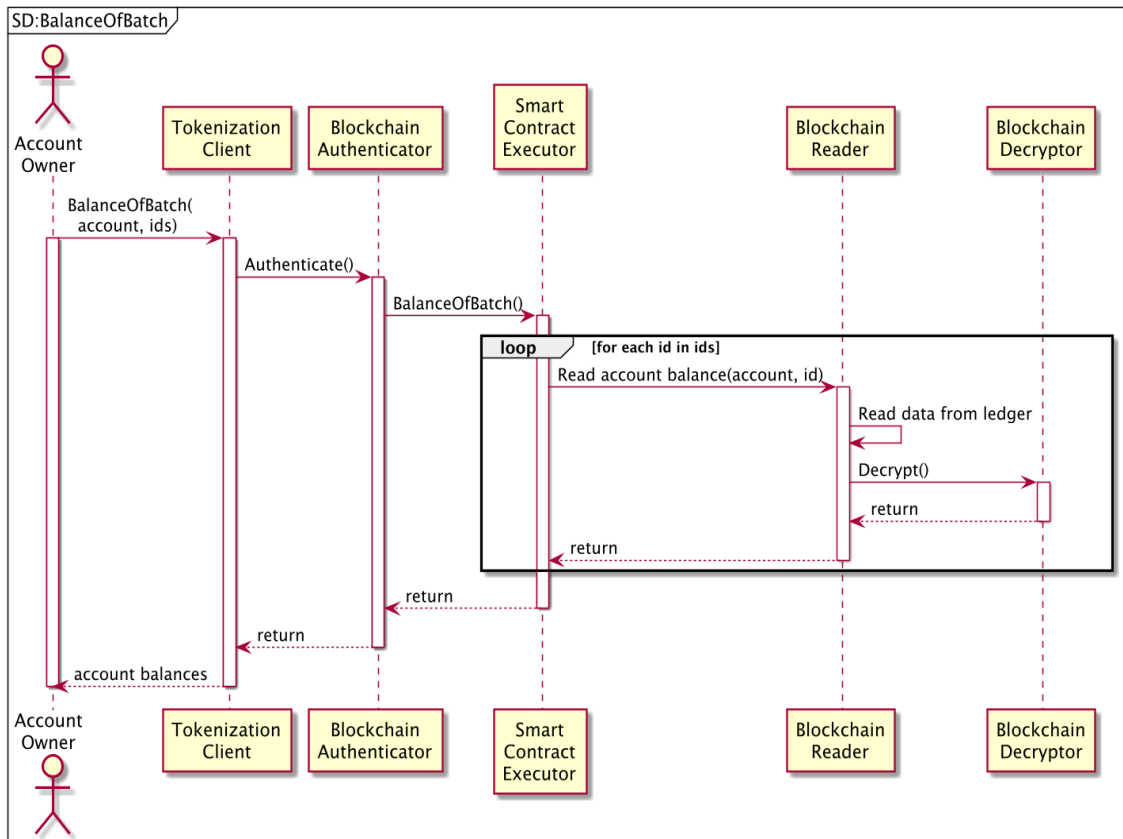 SD:BalanceOfBatch
Account
Owner
Tokenization
Client
Blockchain
Authenticator
Smart
Contract
Executor
Blockchain
Reader
Blockchain
Decryptor
BalanceOfBatch(
account, ids)
Authenticate()
BalanceOfBatch()
loop
[for each id in ids]
Read account balance(account, id)
Read data from ledger
Decrypt()
return
return
return
return
account balances
Account
Owner
Tokenization
Client
Blockchain
Authenticator
Smart
Contract
Executor
Blockchain
Reader
Blockchain
Decryptor